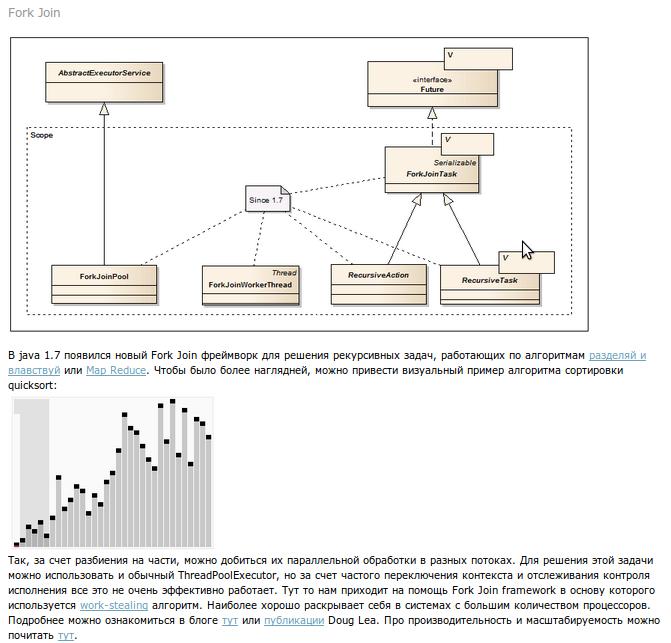 Fork Join
V
AbstractExecutorService
«interface»
Future
Scope
V
Serializable
ForkJoinTask
Since 1.7
V
ForkJoinPool
Thread
ForkJoinWorkerThread
RecursiveAction
RecursiveTask
В java 1.7 появился новый Fork Join фреймворк для решения рекурсивных задач, работающих по алгоритмам разделяй и
влавствуй или Map Reduce. Чтобы было более наглядней, можно привести визуальный пример алгоритма сортировки
quicksort:
Так, за счет разбиения на части, можно добиться их параллельной обработки в разных потоках. Для решения этой задачи
можно использовать и обычный ThreadPoolExecutor, но за счет частого переключения контекста и отслеживания контроля
исполнения все это не очень эффективно работает. Тут то нам приходит на помощь Fork Join framework в основу которого
используется work-stealing алгоритм. Наиболее хорошо раскрывает себя в системах с большим количеством процессоров.
Подробнее можно ознакомиться в блоге тут или публикации Doug Lea. Про производительность и масштабируемость можно
почитать тут.